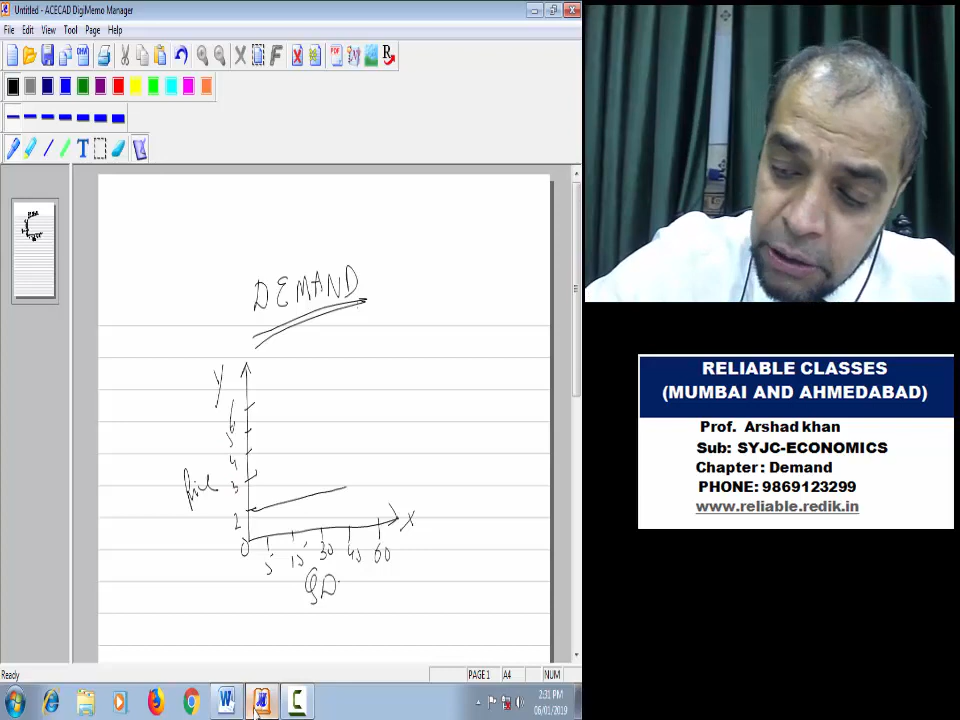 Untitled - ACECAD DigiMemo Manager
File Edit View Tool Page Help
DEMAND
Y
6
5
4
3
2
0
5 15 30 45 60
X
QD
Ready
PAGE 1 A4 NUM
2:31 PM
06/01/2019
RELIABLE CLASSES
(MUMBAI AND AHMEDABAD)
Prof. Arshad khan
Sub: SYJC-ECONOMICS
Chapter : Demand
PHONE: 9869123299
www.reliable.redik.in